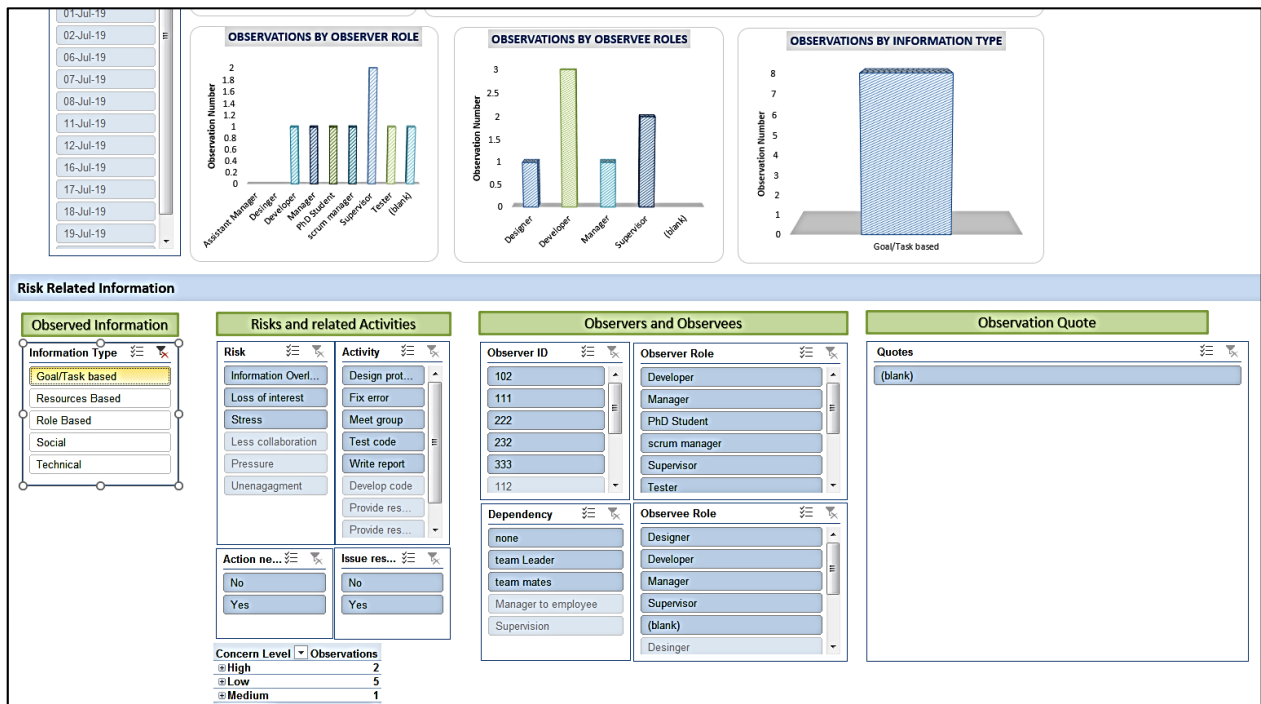 01-Jul-19
02-Jul-19
06-Jul-19
07-Jul-19
08-Jul-19
11-Jul-19
12-Jul-19
16-Jul-19
17-Jul-19
18-Jul-19
19-Jul-19
OBSERVATIONS BY OBSERVER ROLE
Observation Number
2
1.8
1.6
1.4
1.2
1
0.8
0.6
0.4
0.2
0
Assistant Manager
Desinger
Developer
Manager
PhD Student
scrum manager
Supervisor
Tester
(blank)
OBSERVATIONS BY OBSERVEE ROLES
Observation Number
3
2.5
2
1.5
1
0.5
0
Designer
Developer
Manager
Supervisor
(blank)
OBSERVATIONS BY INFORMATION TYPE
Observation Number
8
7
6
5
4
3
2
1
0
Goal/Task based
Risk Related Information
Observed Information
Information Type
Goal/Task based
Resources Based
Role Based
Social
Technical
Risks and related Activities
Risk
Information Overl...
Loss of interest
Stress
Less collaboration
Pressure
Unenagagment
Activity
Design prot...
Fix error
Meet group
Test code
Write report
Develop code
Provide res...
Provide res...
Action ne...
No
Yes
Issue res...
No
Yes
Concern Level Observations
High 2
Low 5
Medium 1
Observers and Observees
Observer ID
102
111
222
232
333
112
Observer Role
Developer
Manager
PhD Student
scrum manager
Supervisor
Tester
Dependency
none
team Leader
team mates
Manager to employee
Supervision
Observee Role
Designer
Developer
Manager
Supervisor
(blank)
Desinger
Observation Quote
Quotes
(blank)